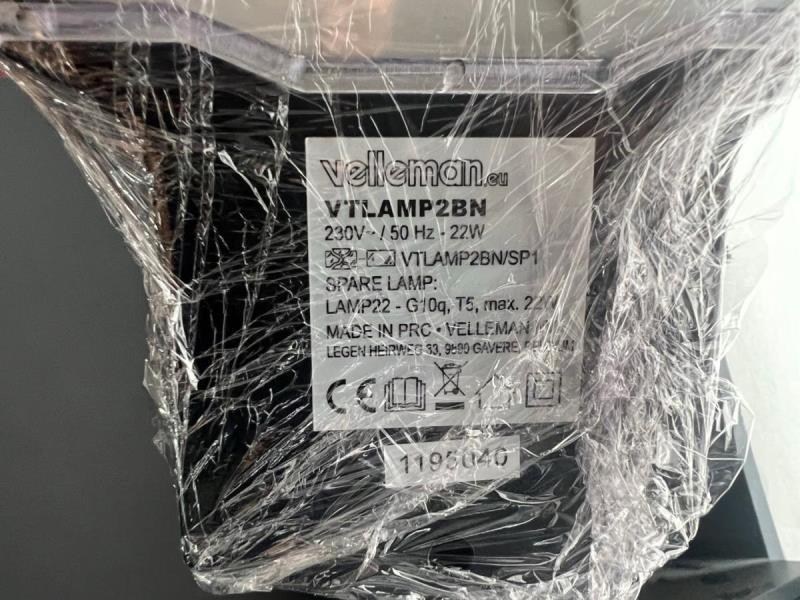 velleman.eu
VTLAMP2BN
230V~ / 50 Hz - 22W
VTLAMP2BN/SP1
SPARE LAMP:
LAMP22 - G10q, T5, max. 22W
MADE IN PRC • VELLEMAN
LEGEN HEIRWEG 33, 9890 GAVERE, BELGIUM
CE
1195040